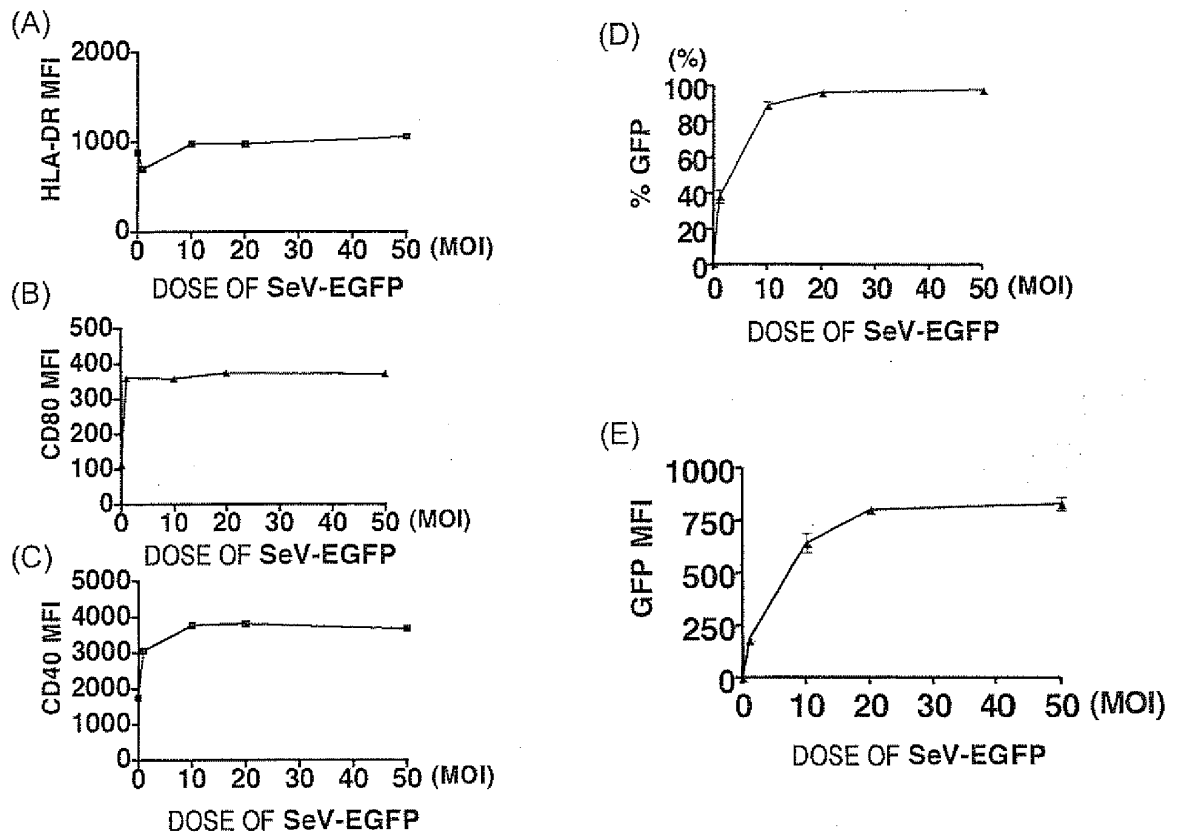 (A)
HLA-DR MFI
2000
1000
0
0 10 20 30 40 50 (MOI)
DOSE OF SeV-EGFP
(B)
CD80 MFI
500
400
300
200
100
0
0 10 20 30 40 50 (MOI)
DOSE OF SeV-EGFP
(C)
CD40 MFI
5000
4000
3000
2000
1000
0
0 10 20 30 40 50 (MOI)
DOSE OF SeV-EGFP
(D)
(%)
% GFP
100
80
60
40
20
0
0 10 20 30 40 50 (MOI)
DOSE OF SeV-EGFP
(E)
GFP MFI
1000
750
500
250
0
0 10 20 30 40 50 (MOI)
DOSE OF SeV-EGFP